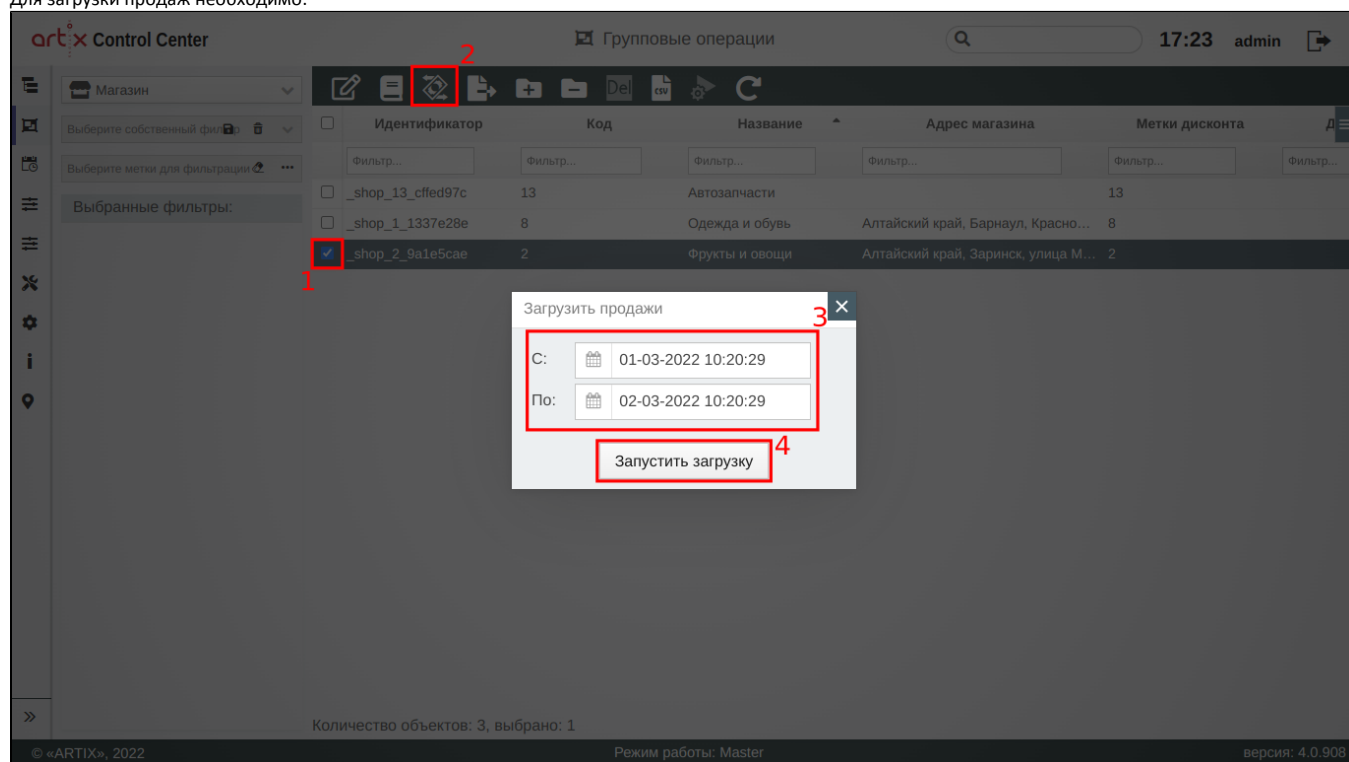 Для загрузки продаж необходимо:
artix Control Center
2
Групповые операции
17:23 admin
Магазин
Del
csv
Выберите собственный фил
Выберите метки для фильтрации
Выбранные фильтры:
Идентификатор Код Название Адрес магазина Метки дисконта Д
Фильтр... Фильтр... Фильтр... Фильтр... Фильтр... Фильтр...
_shop_13_cffed97c 13 Автозапчасти 13
_shop_1_1337e28e 8 Одежда и обувь Алтайский край, Барнаул, Красно... 8
_shop_2_9a1e5cae 2 Фрукты и овощи Алтайский край, Заринск, улица М... 2
1
Загрузить продажи
3
С: 01-03-2022 10:20:29
По: 02-03-2022 10:20:29
4
Запустить загрузку
Количество объектов: 3, выбрано: 1
© «ARTIX», 2022 Режим работы: Master версия: 4.0.908